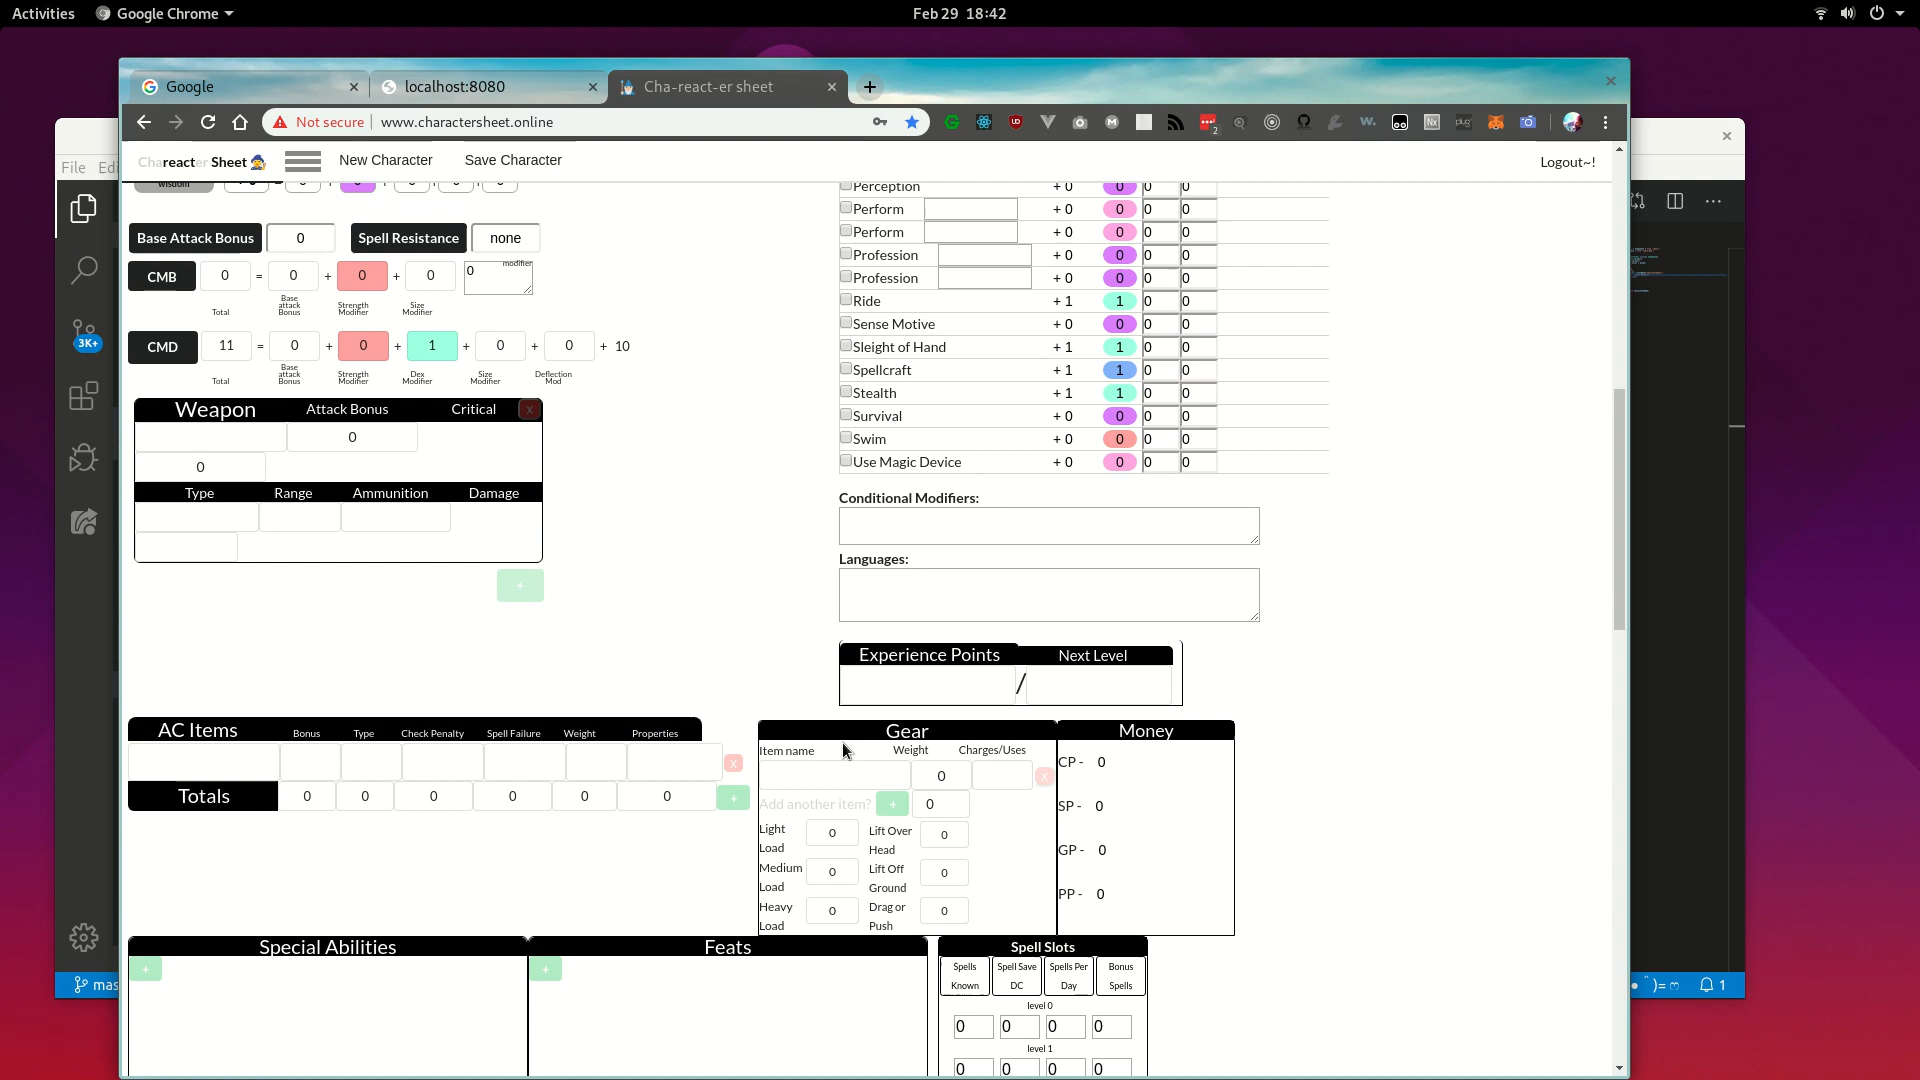 Activities Google Chrome Feb 29 18:42
Google localhost:8080 Cha-react-er sheet
Not secure www.charactersheet.online
File
Chareacter Sheet New Character Save Character Logout~!
wisdom
Base Attack Bonus 0 Spell Resistance none
CMB 0 = 0 + 0 + 0 0 modifier
Total Base attack Bonus Strength Modifier Size Modifier
CMD 11 = 0 + 0 + 1 + 0 + 0 + 10
Total Base attack Bonus Strength Modifier Dex Modifier Size Modifier Deflection Mod
Weapon Attack Bonus Critical X
0
0
Type Range Ammunition Damage
+
Perception + 0 0 0 0
Perform + 0 0 0 0
Perform + 0 0 0 0
Profession + 0 0 0 0
Profession + 0 0 0 0
Ride + 1 1 0 0
Sense Motive + 0 0 0 0
Sleight of Hand + 1 1 0 0
Spellcraft + 1 1 0 0
Stealth + 1 1 0 0
Survival + 0 0 0 0
Swim + 0 0 0 0
Use Magic Device + 0 0 0 0
Conditional Modifiers:
Languages:
Experience Points Next Level
/
AC Items Bonus Type Check Penalty Spell Failure Weight Properties
X
Totals 0 0 0 0 0 0 +
Gear
Item name Weight Charges/Uses
0 X
Add another item? + 0
Light Load 0 Lift Over Head 0
Medium Load 0 Lift Off Ground 0
Heavy Load 0 Drag or Push 0
Money
CP - 0
SP - 0
GP - 0
PP - 0
Special Abilities
+
Feats
+
Spell Slots
Spells Known Spell Save DC Spells Per Day Bonus Spells
level 0
0 0 0 0
level 1
0 0 0 0
3K+
mas
1